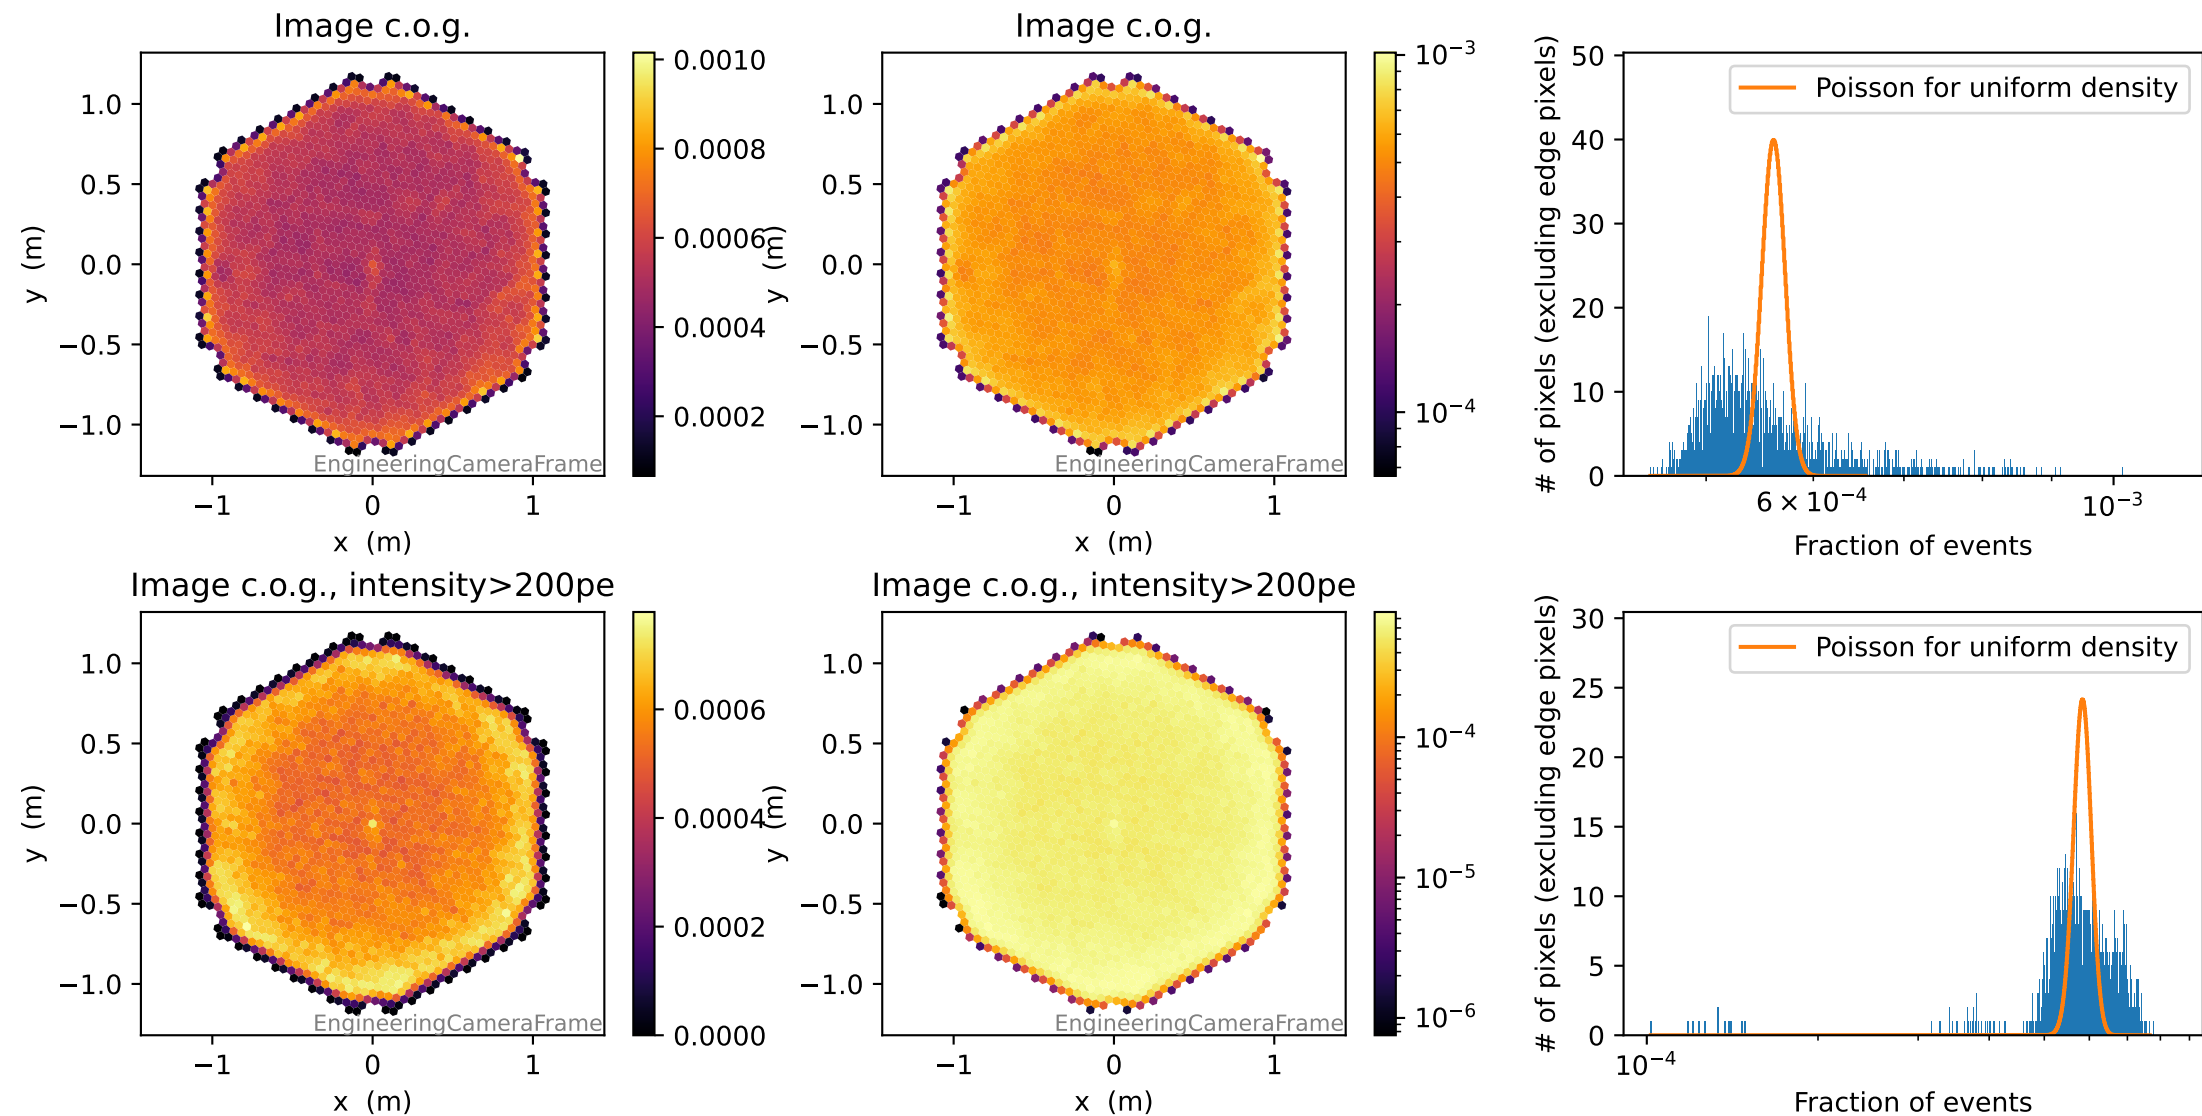 Image c.o.g.
1.0
0.5
0.0
−0.5
−1.0
y (m)
−1 0 1
x (m)
EngineeringCameraFrame
0.0010
0.0008
0.0006
0.0004
0.0002
Image c.o.g.
1.0
0.5
0.0
−0.5
−1.0
y (m)
−1 0 1
x (m)
EngineeringCameraFrame
10⁻³
10⁻⁴
50
40
30
20
10
0
# of pixels (excluding edge pixels)
Poisson for uniform density
6 × 10⁻⁴ 10⁻³
Fraction of events
Image c.o.g., intensity>200pe
1.0
0.5
0.0
−0.5
−1.0
y (m)
−1 0 1
x (m)
EngineeringCameraFrame
0.0006
0.0004
0.0002
0.0000
Image c.o.g., intensity>200pe
1.0
0.5
0.0
−0.5
−1.0
y (m)
−1 0 1
x (m)
EngineeringCameraFrame
10⁻⁴
10⁻⁵
10⁻⁶
30
25
20
15
10
5
0
# of pixels (excluding edge pixels)
Poisson for uniform density
10⁻⁴
Fraction of events